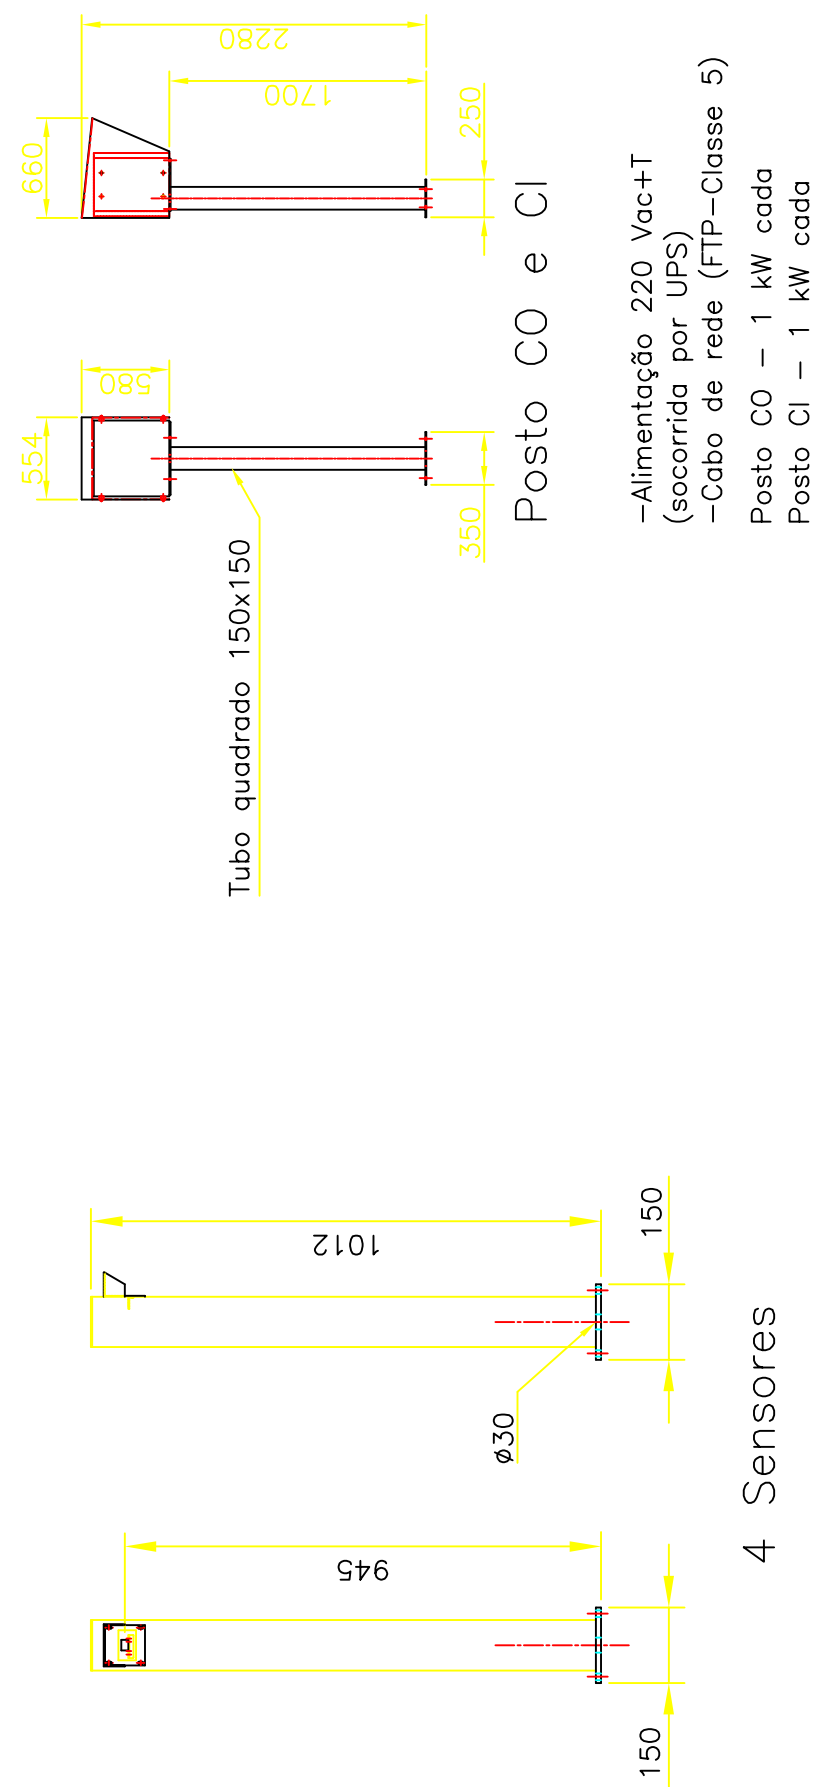 2280
1700
660
250
580
554
350
Tubo quadrado 150x150
Posto CO e CI
-Alimentação 220 Vac+T
(socorrida por UPS)
-Cabo de rede (FTP-Classe 5)
Posto CO - 1 kW cada
Posto CI - 1 kW cada
1012
150
ø30
945
150
4 Sensores